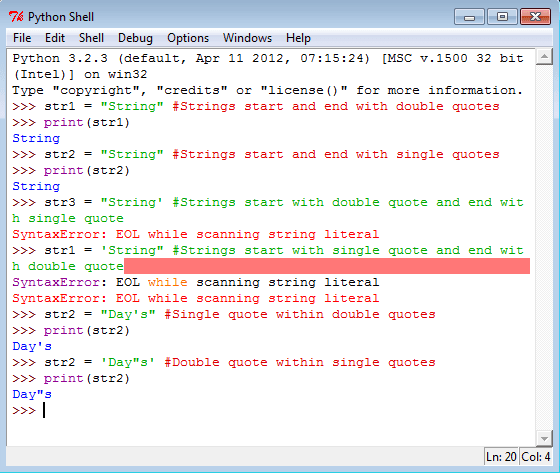 Python Shell
File Edit Shell Debug Options Windows Help
Python 3.2.3 (default, Apr 11 2012, 07:15:24) [MSC v.1500 32 bit
(Intel)] on win32
Type "copyright", "credits" or "license()" for more information.
>>> str1 = "String" #Strings start and end with double quotes
>>> print(str1)
String
>>> str2 = "String" #Strings start and end with single quotes
>>> print(str2)
String
>>> str3 = "String' #Strings start with double quote and end wit
h single quote
SyntaxError: EOL while scanning string literal
>>> str1 = 'String" #Strings start with single quote and end wit
h double quote
SyntaxError: EOL while scanning string literal
SyntaxError: EOL while scanning string literal
>>> str2 = "Day's" #Single quote within double quotes
>>> print(str2)
Day's
>>> str2 = 'Day"s' #Double quote within single quotes
>>> print(str2)
Day"s
>>>
Ln: 20 Col: 4